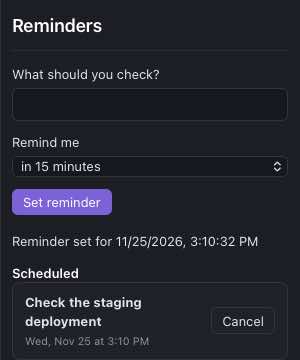 Reminders
What should you check?
Remind me
in 15 minutes
Set reminder
Reminder set for 11/25/2026, 3:10:32 PM
Scheduled
Check the staging
deployment
Cancel
Wed, Nov 25 at 3:10 PM